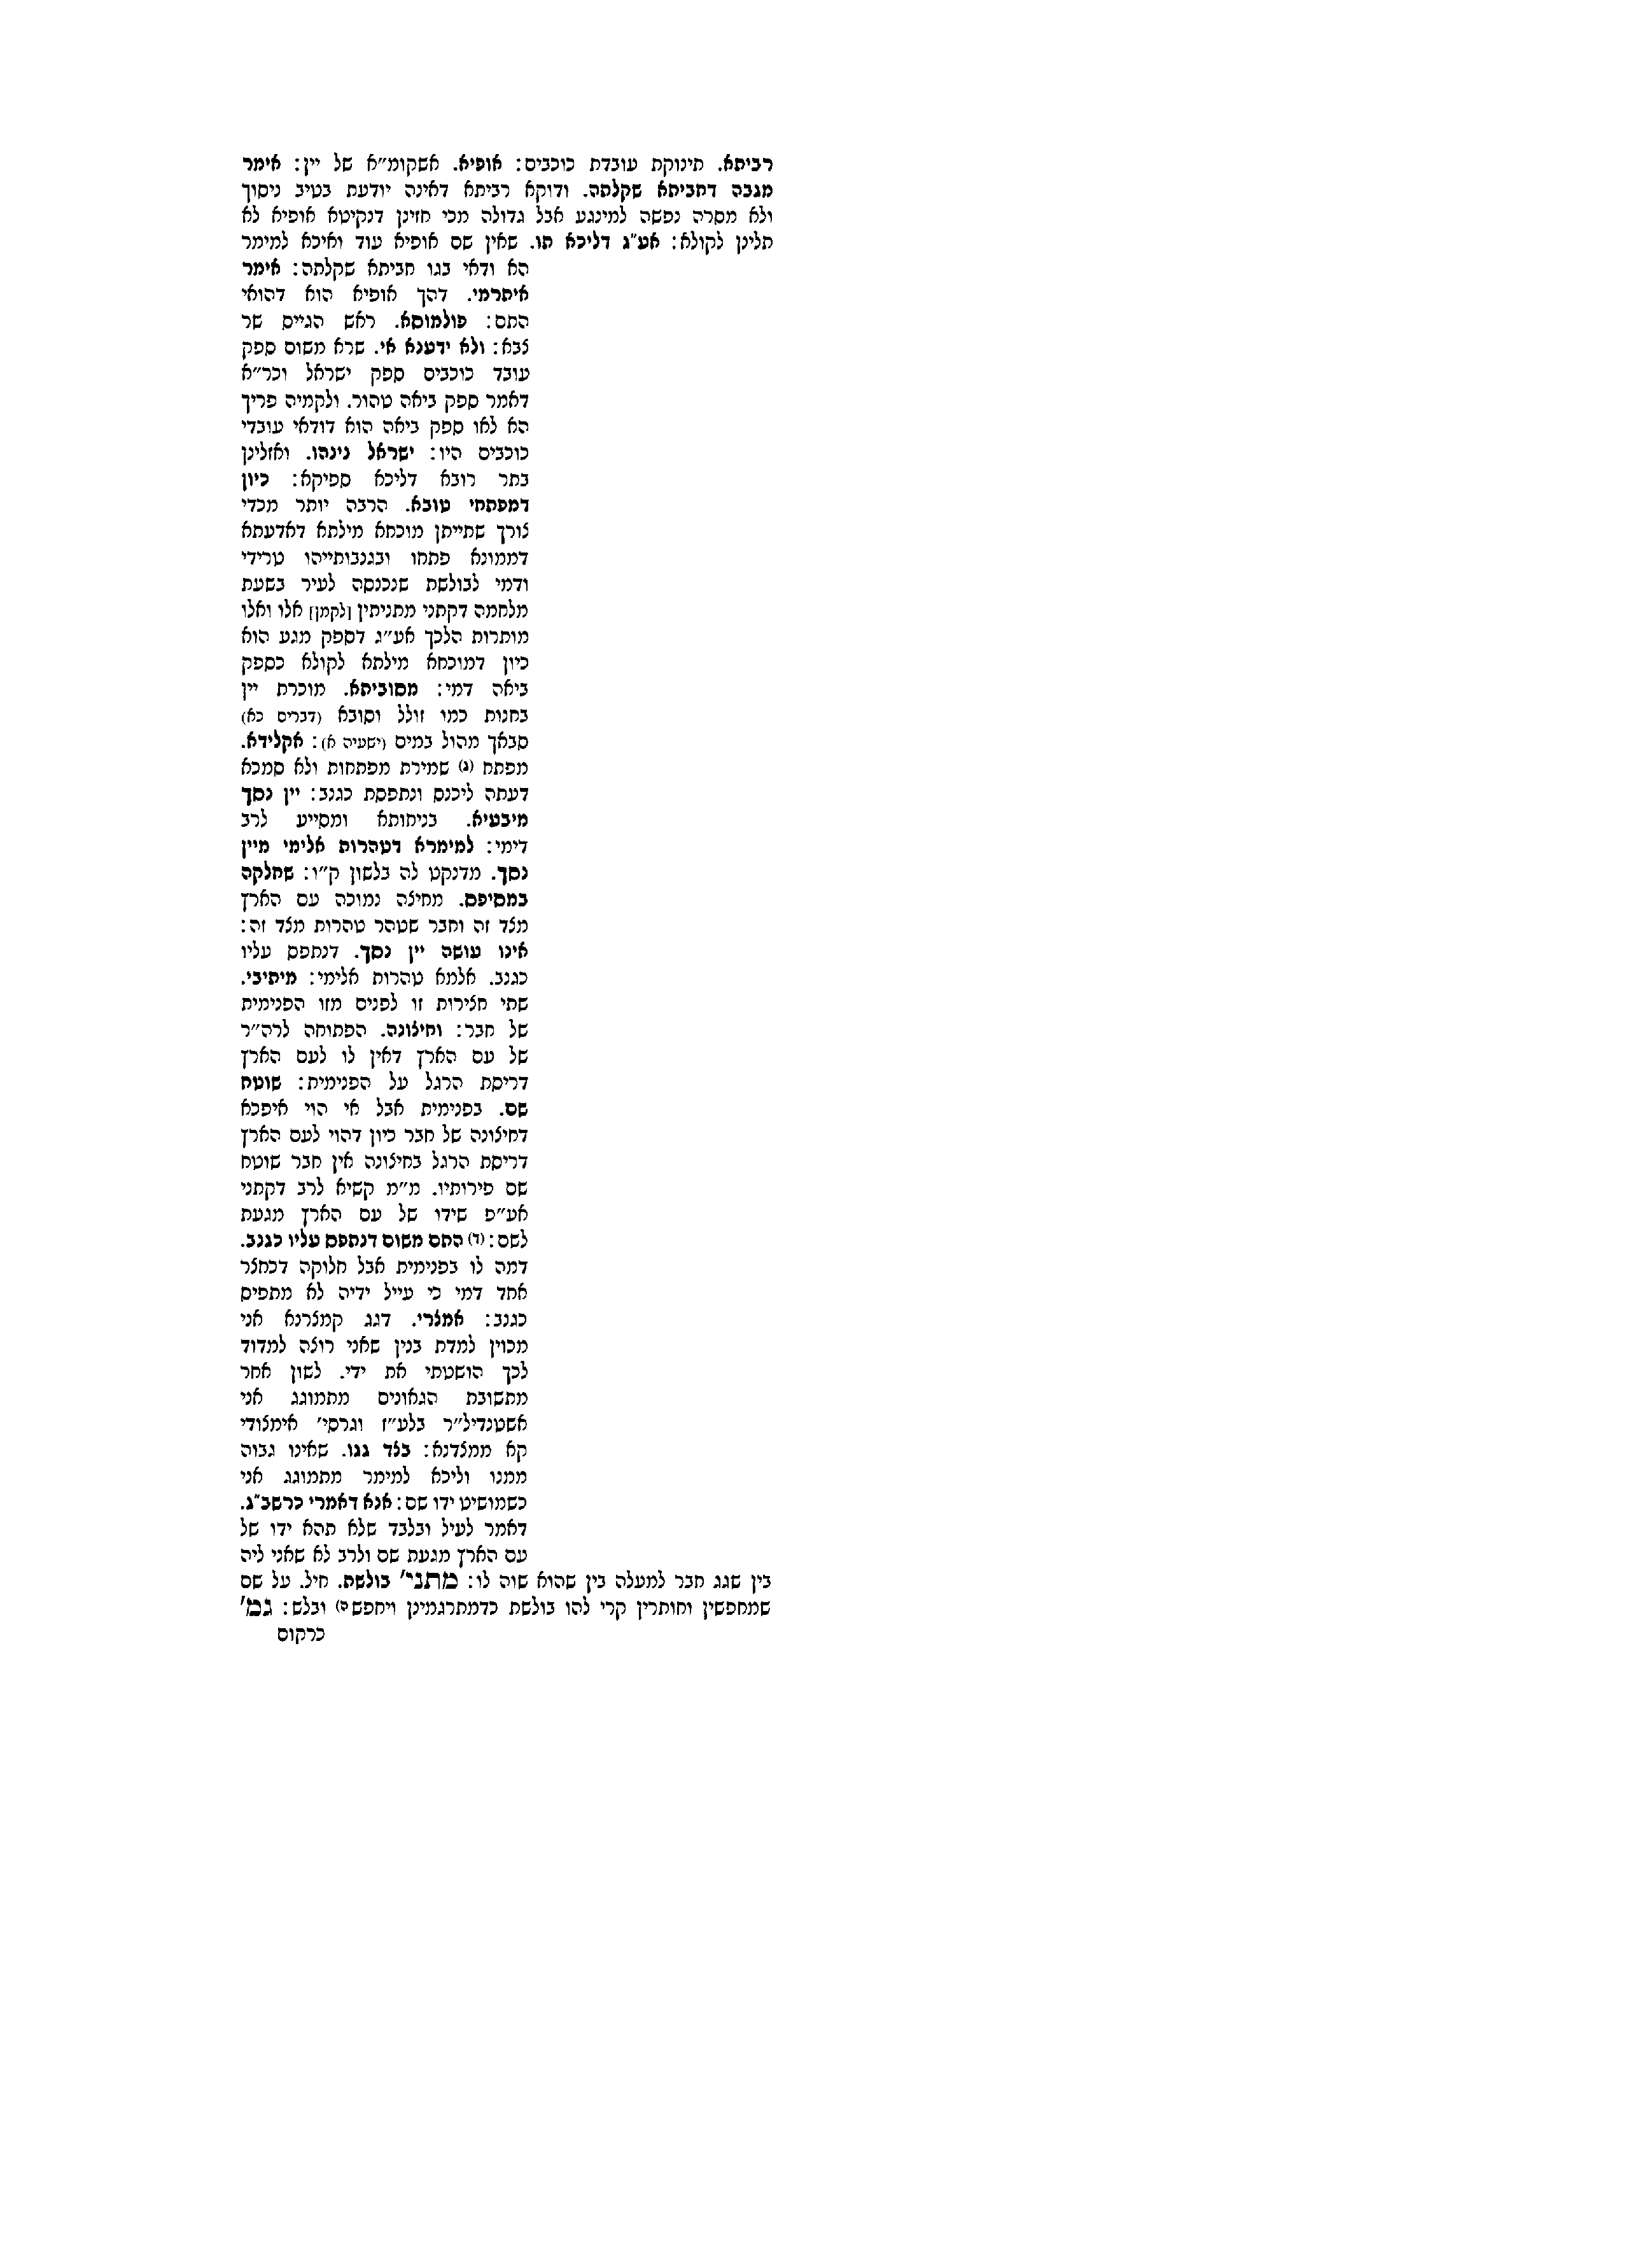 רביתא. תינוקת עובדת כוכבים: אופיא. אשקומ״א של יין: אימר
מגבה דחביתא שקלתה. ודוקא רביתא דאינה יודעת בטיב ניסוך
ולא מסרה נפשה למינגע אבל גדולה מכי חזינן דנקיטא אופיא לא
תלינן לקולא: אע״ג דליכא תו. שאין שם אופיא עוד ואיכא למימר
הא ודאי בגו חביתא שקלתה: אימר
איתרמי. דהך אופיא הוא דהואי
התם: פולמוסא. ראש הגייס שר
צבא: ולא ידענא אי. שרא משום ספק
עובד כוכבים ספק ישראל וכר״א
דאמר ספק ביאה טהור. ולקמיה פריך
הא לאו ספק ביאה הוא דודאי עובדי
כוכבים היו: ישראל נינהו. ואזלינן
בתר רובא דליכא ספיקא: כיון
דמפתחי טובא. הרבה יותר מכדי
צורך שתייתן מוכחא מילתא דאדעתא
דממונא פתחו ובגנבותייהו טרידי
ודמי לבולשת שנכנסה לעיר בשעת
מלחמה דקתני מתניתין [לקמן] אלו ואלו
מותרות הלכך אע״ג דספק מגע הוא
כיון דמוכחא מילתא לקולא כספק
ביאה דמי: מסוביתא. מוכרת יין
בחנות כמו זולל וסובא (דברים כא)
סבאך מהול במים (ישעיה א): אקלידא.
מפתח (ג) שמירת מפתחות ולא סמכא
דעתה ליכנס ונתפסת כגנב: יין נסך
מיבעיא. בניחותא ומסייע לרב
דימי: למימרא דטהרות אלימי מיין
נסך. מדנקט לה בלשון ק״ו: שחלקה
במסיפס. מחיצה נמוכה עם הארץ
מצד זה וחבר שטהר טהרות מצד זה:
אינו עושה יין נסך. דנתפס עליו
כגנב. אלמא טהרות אלימי: מיתיבי.
שתי חצירות זו לפנים מזו הפנימית
של חבר: וחיצונה. הפתוחה לרה״ר
של עם הארץ דאין לו לעם הארץ
דריסת הרגל על הפנימית: שוטח
שם. בפנימית אבל אי הוי איפכא
דחיצונה של חבר כיון דהוי לעם הארץ
דריסת הרגל בחיצונה אין חבר שוטח
שם פירותיו. מ״מ קשיא לרב דקתני
אע״פ שידו של עם הארץ מגעת
לשם: (ד) התם משום דנתפס עליו כגנב.
דמה לו בפנימית אבל חלוקה דכחצר
אחד דמי כי עייל ידיה לא מתפיס
כגנב: אמצרי. דגג קמצרנא אני
מכוין למדת בנין שאני רוצה למדוד
לכך הושטתי את ידי. לשון אחר
מתשובת הגאונים מתמוגג אני
אשטנדיל״ר בלע״ז וגרסי׳ אימצודי
קא ממצדנא: בצד גגו. שאינו גבוה
ממנו וליכא למימר מתמוגג אני
כשמושיט ידו שם: אנא דאמרי כרשב״ג.
דאמר לעיל ובלבד שלא תהא ידו של
עם הארץ מגעת שם ולרב לא שאני ליה
בין שגג חבר למעלה בין שהוא שוה לו: מתני׳ בולשת. חיל. על שם
שמחפשין וחותרין קרי להו בולשת כדמתרגמינן ויחפש ה) ובלש: גמ׳
כרקום